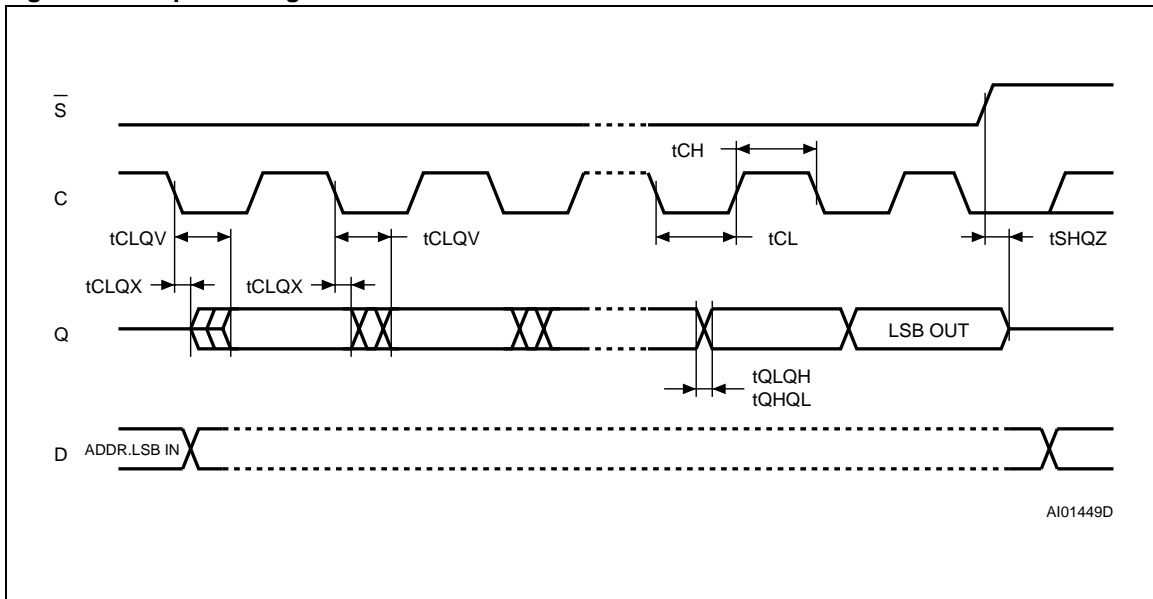 S
tCH
C
tCLQV
tCLQV
tCL
tSHQZ
tCLQX
tCLQX
Q
LSB OUT
tQLQH
tQHQL
D
ADDR.LSB IN
AI01449D